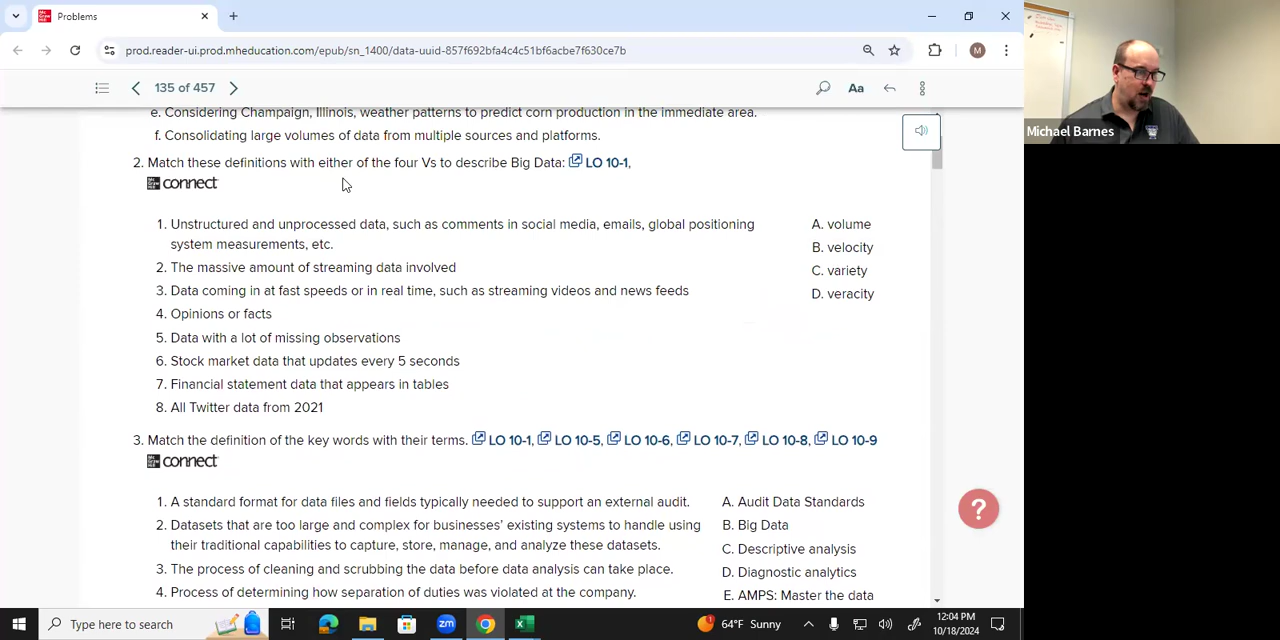 Problems
prod.reader-ui.prod.mheducation.com/epub/sn_1400/data-uuid-857f692bfa4c4c51bf6acbe7f630ce7b
M
135 of 457
Aa
e. Considering Champaign, Illinois, weather patterns to predict corn production in the immediate area.
f. Consolidating large volumes of data from multiple sources and platforms.
2. Match these definitions with either of the four Vs to describe Big Data: LO 10-1,
connect
1. Unstructured and unprocessed data, such as comments in social media, emails, global positioning
system measurements, etc.
2. The massive amount of streaming data involved
3. Data coming in at fast speeds or in real time, such as streaming videos and news feeds
4. Opinions or facts
5. Data with a lot of missing observations
6. Stock market data that updates every 5 seconds
7. Financial statement data that appears in tables
8. All Twitter data from 2021
A. volume
B. velocity
C. variety
D. veracity
3. Match the definition of the key words with their terms. LO 10-1, LO 10-5, LO 10-6, LO 10-7, LO 10-8, LO 10-9
connect
1. A standard format for data files and fields typically needed to support an external audit.
2. Datasets that are too large and complex for businesses' existing systems to handle using
their traditional capabilities to capture, store, manage, and analyze these datasets.
3. The process of cleaning and scrubbing the data before data analysis can take place.
4. Process of determining how separation of duties was violated at the company.
A. Audit Data Standards
B. Big Data
C. Descriptive analysis
D. Diagnostic analytics
E. AMPS: Master the data
?
Michael Barnes
Type here to search
zm
1
64°F Sunny
12:04 PM
10/18/2024